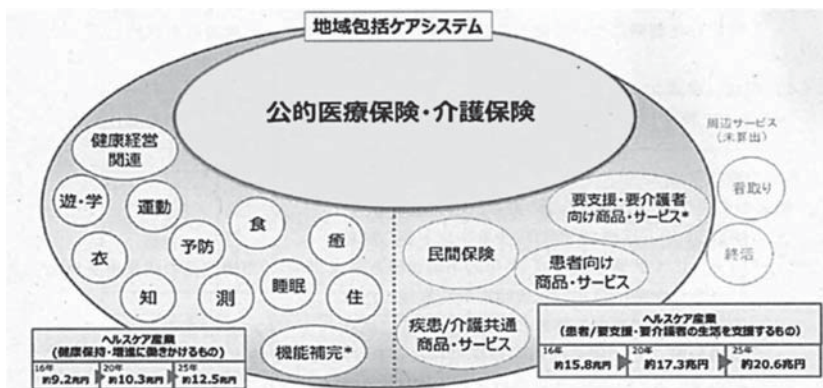 地域包括ケアシステム
公的医療保険・介護保険
周辺サービス
(未算出)
健康経営
関連
遊・学
運動
食
癒
衣
予防
知
測
睡眠
住
機能補完*
要支援・要介護者
向け商品・サービス*
民間保険
患者向け
商品・サービス
疾患/介護共通
商品・サービス
看取り
終活
ヘルスケア産業
(健康保持・増進に働きかけるもの)
16年
約9.2兆円
20年
約10.3兆円
25年
約12.5兆円
ヘルスケア産業
(患者/要支援・要介護者の生活を支援するもの)
16年
約15.8兆円
20年
約17.3兆円
25年
約20.6兆円